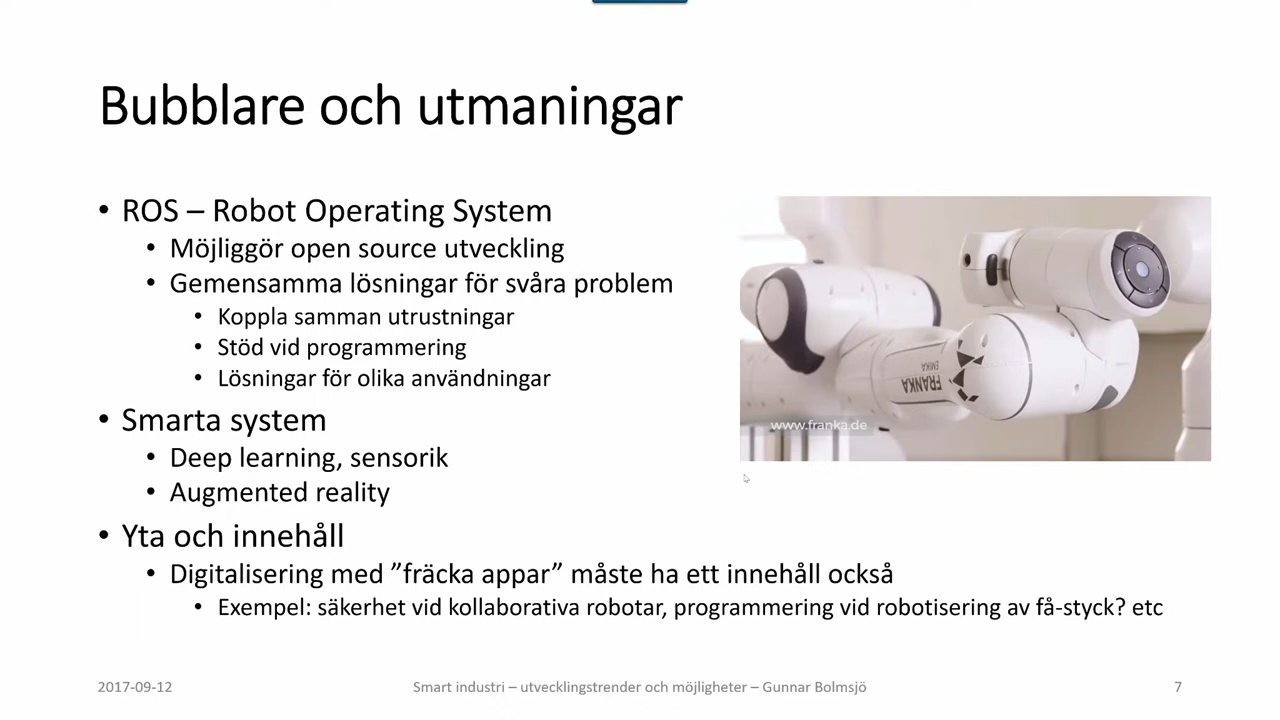 Bubblare och utmaningar
• ROS – Robot Operating System
• Möjliggör open source utveckling
• Gemensamma lösningar för svåra problem
• Koppla samman utrustningar
• Stöd vid programmering
• Lösningar för olika användningar
• Smarta system
• Deep learning, sensorik
• Augmented reality
• Yta och innehåll
• Digitalisering med ”fräcka appar” måste ha ett innehåll också
• Exempel: säkerhet vid kollaborativa robotar, programmering vid robotisering av få-styck? etc
FRANKA
EMIKA
www.franka.de
2017-09-12
Smart industri – utvecklingstrender och möjligheter – Gunnar Bolmsjö
7